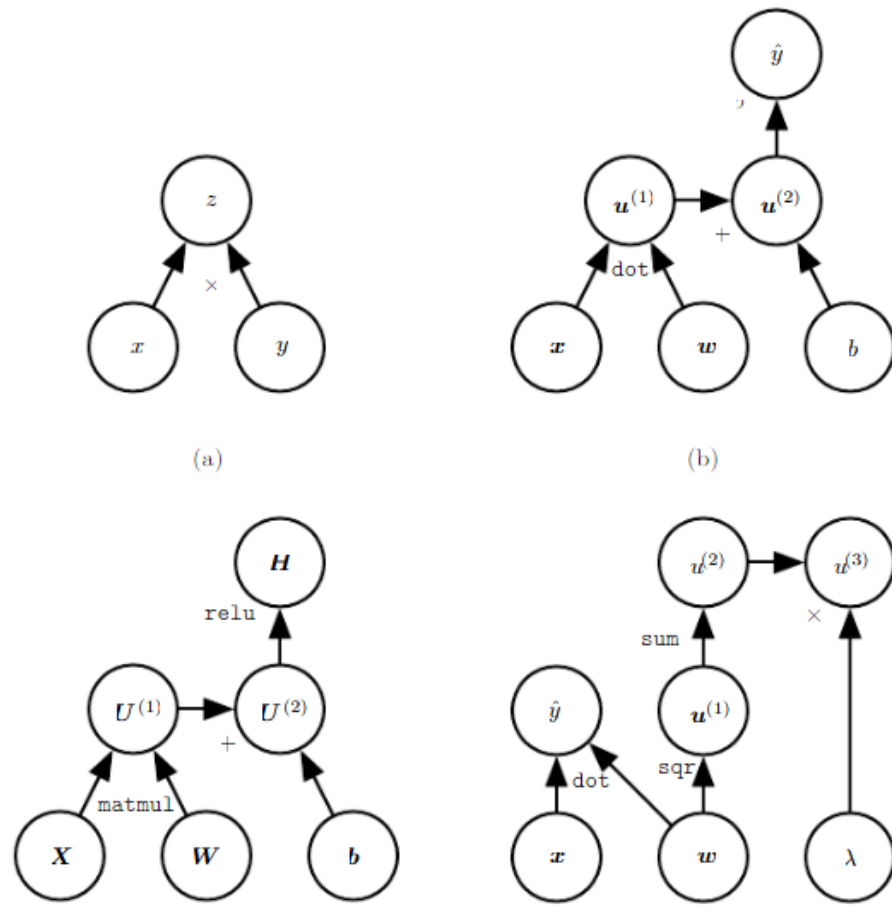 ŷ
z
u(1) u(2)
+
dot
×
x y
x w b
(a) (b)
H
u(2) u(3)
relu
×
sum
U(1) U(2)
ŷ u(1)
+
sqr
dot
matmul
X W b
x w λ